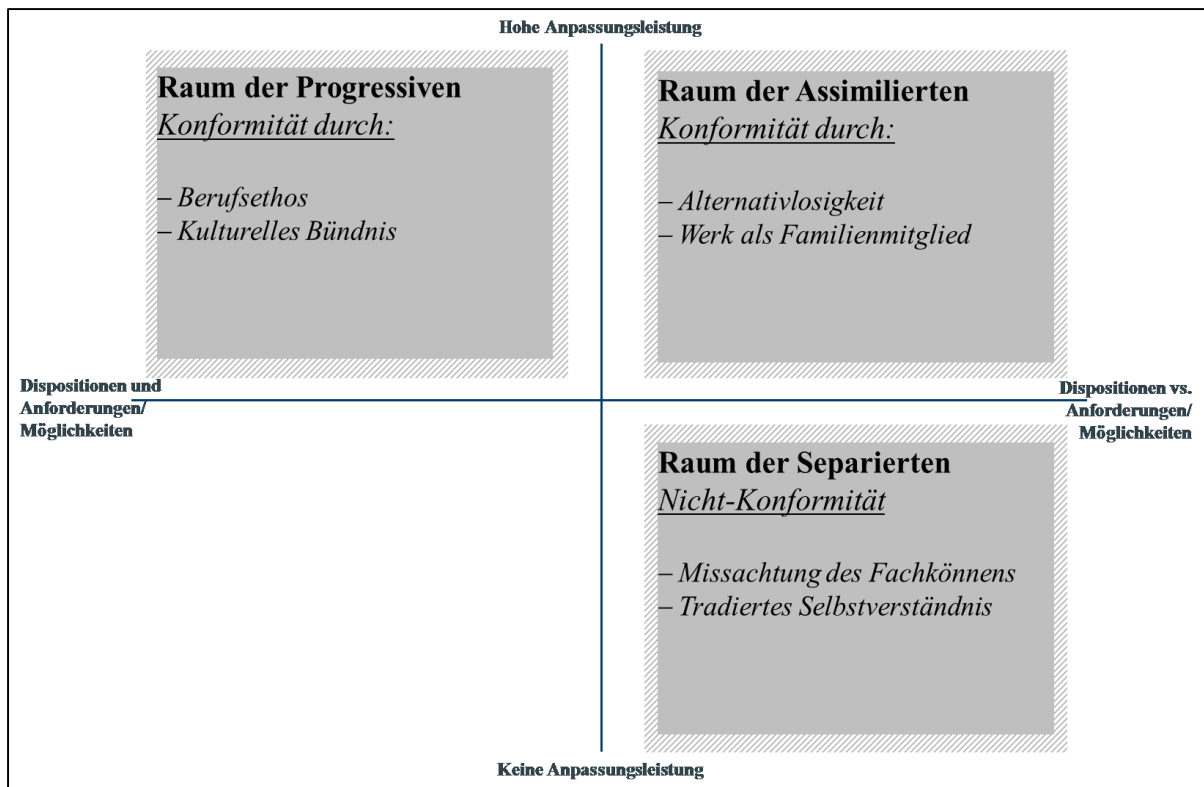 Hohe Anpassungsleistung
Raum der Progressiven
Konformität durch:
– Berufsethos
– Kulturelles Bündnis
Raum der Assimilierten
Konformität durch:
– Alternativlosigkeit
– Werk als Familienmitglied
Dispositionen und
Anforderungen/
Möglichkeiten
Dispositionen vs.
Anforderungen/
Möglichkeiten
Raum der Separierten
Nicht-Konformität
– Missachtung des Fachkönnens
– Tradiertes Selbstverständnis
Keine Anpassungsleistung